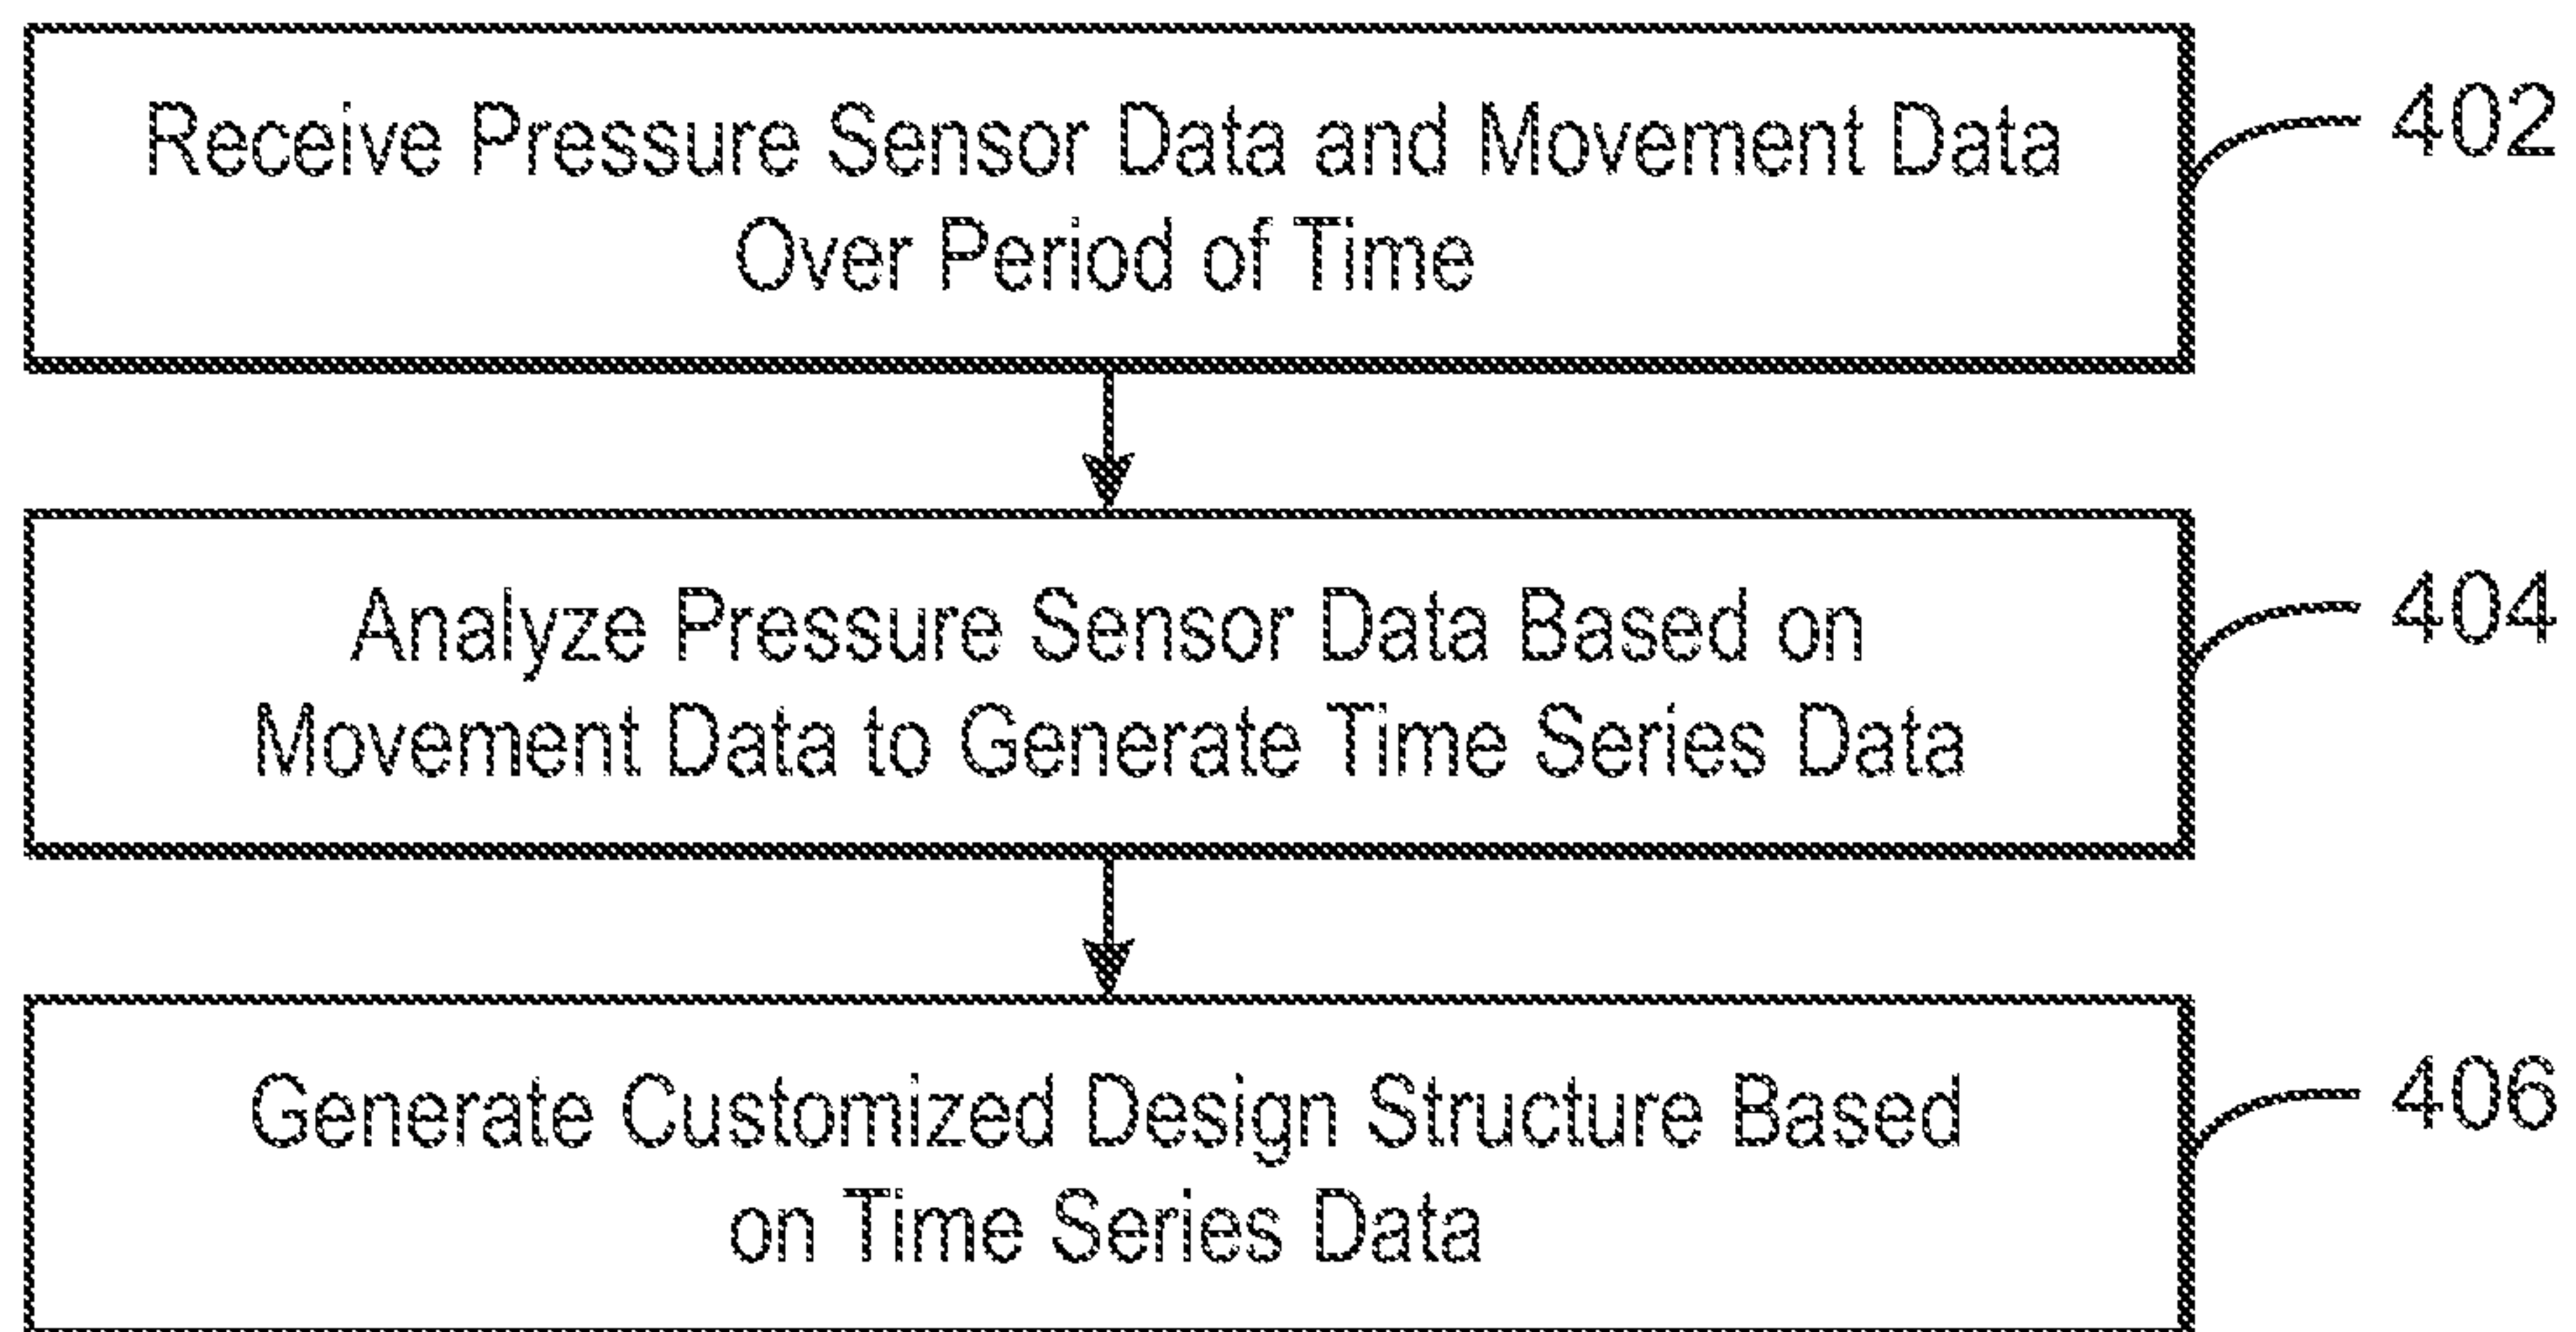 Receive Pressure Sensor Data and Movement Data
Over Period of Time
402
Analyze Pressure Sensor Data Based on
Movement Data to Generate Time Series Data
404
Generate Customized Design Structure Based
on Time Series Data
406